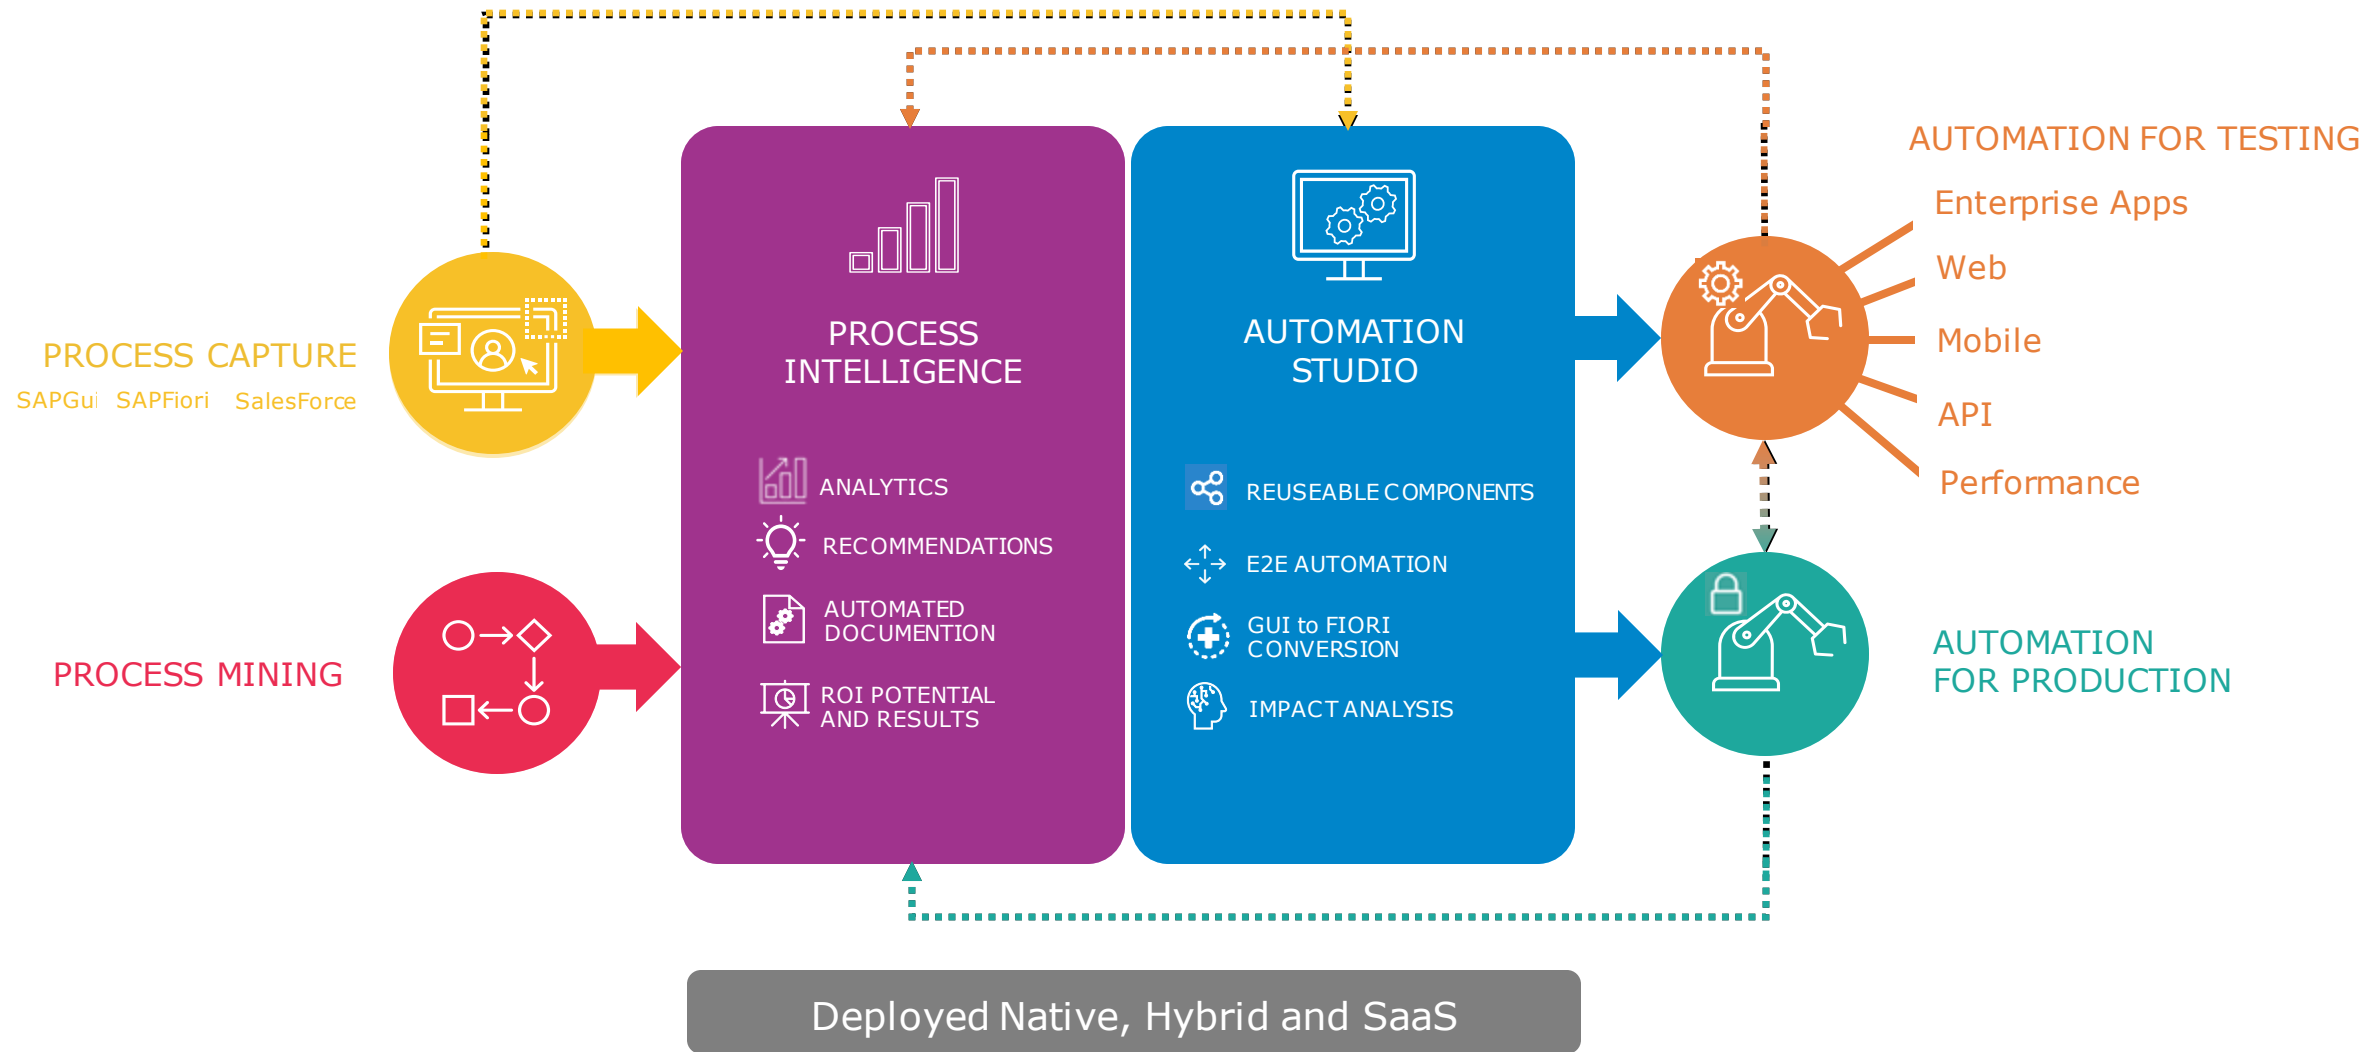 PROCESS CAPTURE
SAPGui SAPFiori SalesForce
PROCESS MINING
PROCESS
INTELLIGENCE
ANALYTICS
RECOMMENDATIONS
AUTOMATED
DOCUMENTION
ROI POTENTIAL
AND RESULTS
AUTOMATION
STUDIO
REUSEABLE COMPONENTS
E2E AUTOMATION
GUI to FIORI
CONVERSION
IMPACT ANALYSIS
AUTOMATION FOR TESTING
Enterprise Apps
Web
Mobile
API
Performance
AUTOMATION
FOR PRODUCTION
Deployed Native, Hybrid and SaaS